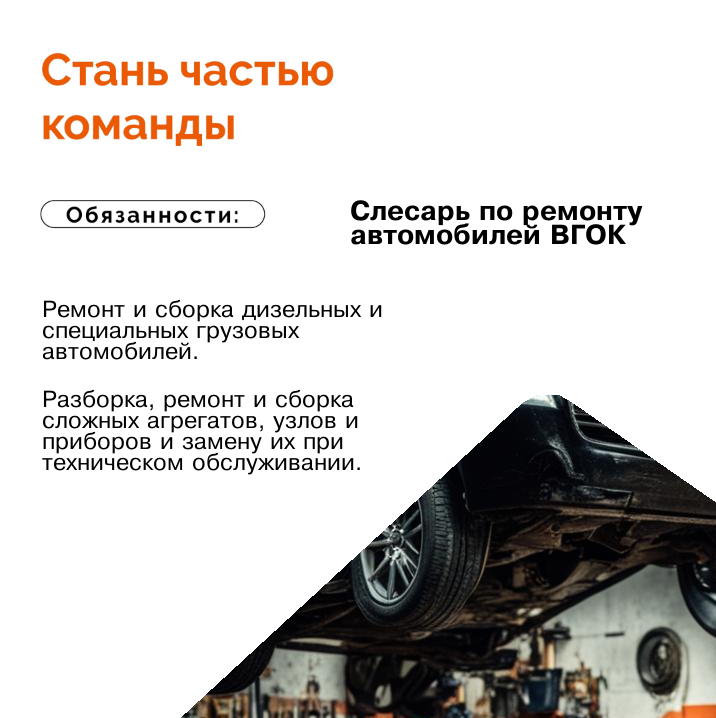 Стань частью
команды
Обязанности:
Слесарь по ремонту
автомобилей ВГОК
Ремонт и сборка дизельных и
специальных грузовых
автомобилей.
Разборка, ремонт и сборка
сложных агрегатов, узлов и
приборов и замену их при
техническом обслуживании.